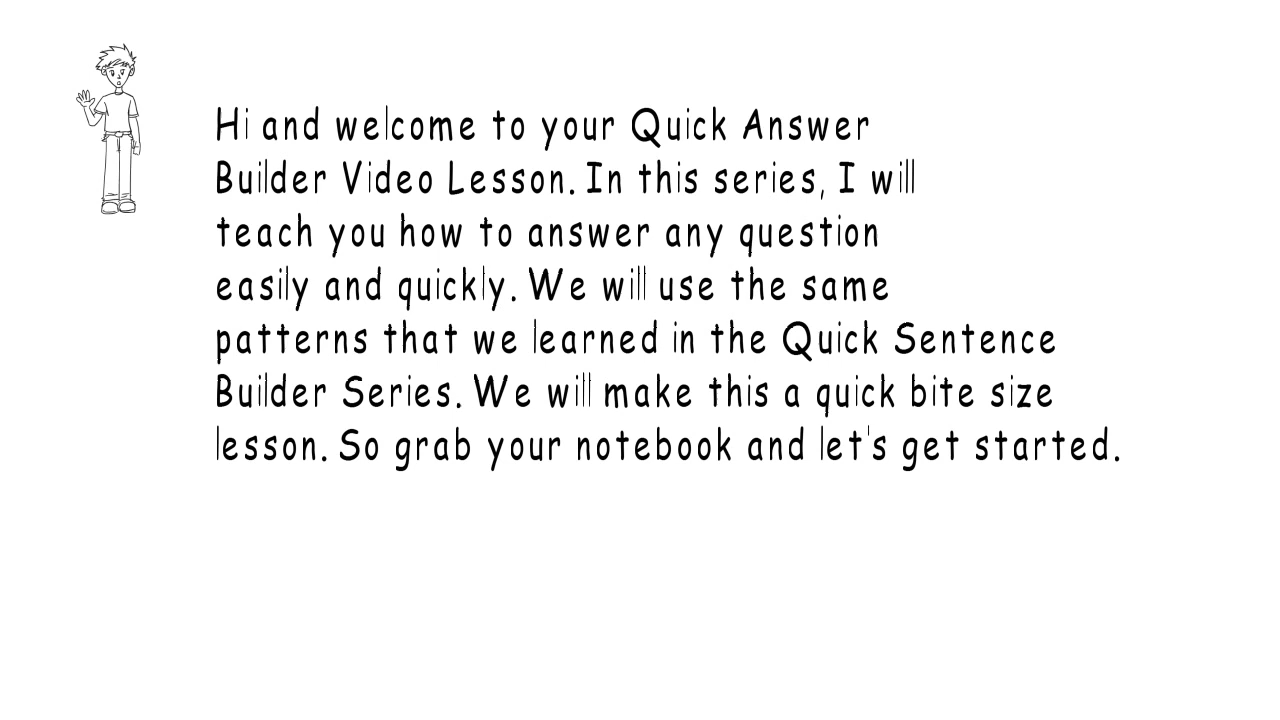 Hi and welcome to your Quick Answer
Builder Video Lesson. In this series, I will
teach you how to answer any question
easily and quickly. We will use the same
patterns that we learned in the Quick Sentence
Builder Series. We will make this a quick bite size
lesson. So grab your notebook and let's get started.